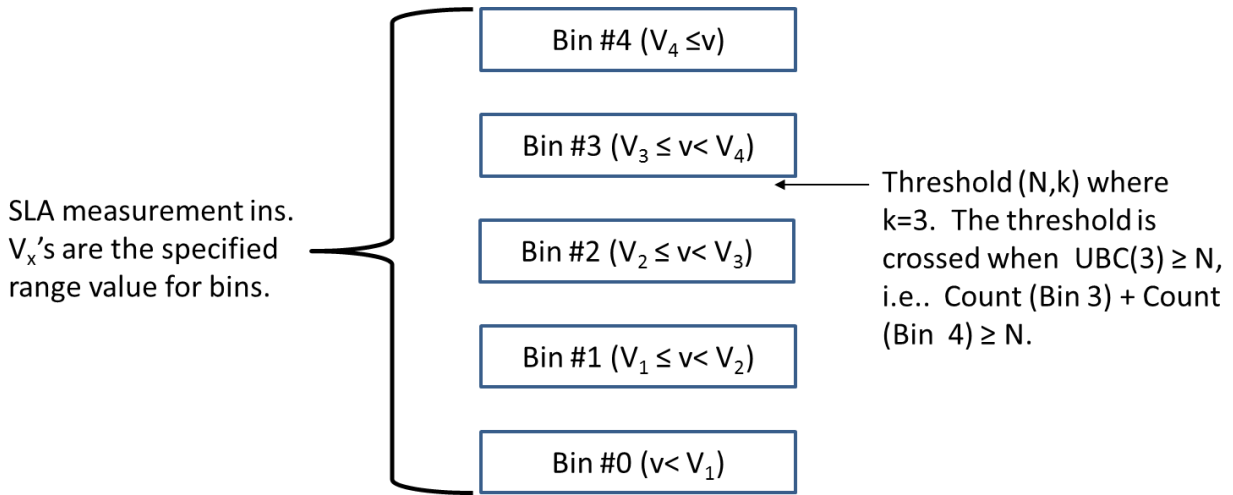 Bin #4 (V₄ ≤v)
Bin #3 (V₃ ≤ v< V₄)
SLA measurement ins.
Vₓ's are the specified
range value for bins.
Bin #2 (V₂ ≤ v< V₃)
Threshold (N,k) where
k=3. The threshold is
crossed when UBC(3) ≥ N,
i.e.. Count (Bin 3) + Count
(Bin 4) ≥ N.
Bin #1 (V₁ ≤ v< V₂)
Bin #0 (v< V₁)